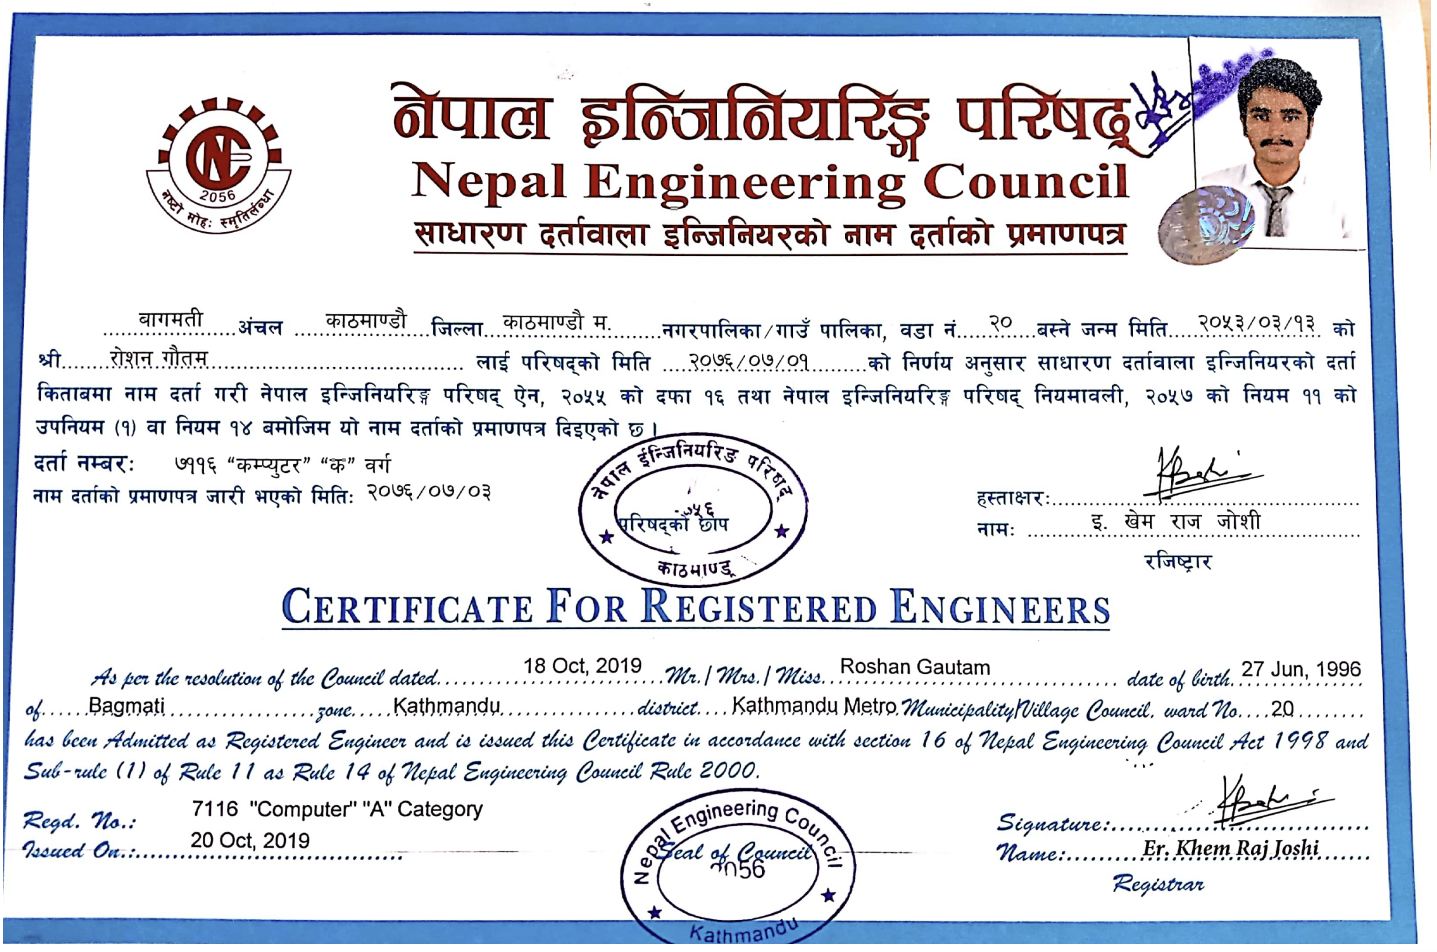 नेपाल इन्जिनियरिङ्ग परिषद्
Nepal Engineering Council
साधारण दर्तावाला इन्जिनियरको नाम दर्ताको प्रमाणपत्र
NEC
2056
नष्टो मोहः स्मृतिर्लब्धा
बागमती अंचल काठमाण्डौ जिल्ला काठमाण्डौ म. नगरपालिका/गाउँ पालिका, वडा नं. २० बस्ने जन्म मिति २०५३/०३/१३ को
श्री रोशन गौतम लाई परिषद्को मिति २०७६/०७/०१ को निर्णय अनुसार साधारण दर्तावाला इन्जिनियरको दर्ता
किताबमा नाम दर्ता गरी नेपाल इन्जिनियरिङ्ग परिषद् ऐन, २०५५ को दफा १६ तथा नेपाल इन्जिनियरिङ्ग परिषद् नियमावली, २०५७ को नियम ११ को
उपनियम (१) वा नियम १४ बमोजिम यो नाम दर्ताको प्रमाणपत्र दिइएको छ।
दर्ता नम्बरः ७११६ “कम्प्युटर” “क” वर्ग
नाम दर्ताको प्रमाणपत्र जारी भएको मितिः २०७६/०७/०३
नेपाल ईन्जिनियरिङ परिषद्
परिषद्को छाप
काठमाण्डू
हस्ताक्षरः
नामः इ. खेम राज जोशी
रजिष्ट्रार
CERTIFICATE FOR REGISTERED ENGINEERS
As per the resolution of the Council dated 18 Oct, 2019 Mr./Mrs./Miss. Roshan Gautam date of birth 27 Jun, 1996
of Bagmati zone Kathmandu district Kathmandu Metro Municipality/Village Council, ward No. 20
has been Admitted as Registered Engineer and is issued this Certificate in accordance with section 16 of Nepal Engineering Council Act 1998 and
Sub-rule (1) of Rule 11 as Rule 14 of Nepal Engineering Council Rule 2000.
Regd. No.: 7116 "Computer" "A" Category
Issued On.: 20 Oct, 2019
Nepal Engineering Council
Seal of Council
2056
Kathmandu
Signature:
Name: Er. Khem Raj Joshi
Registrar